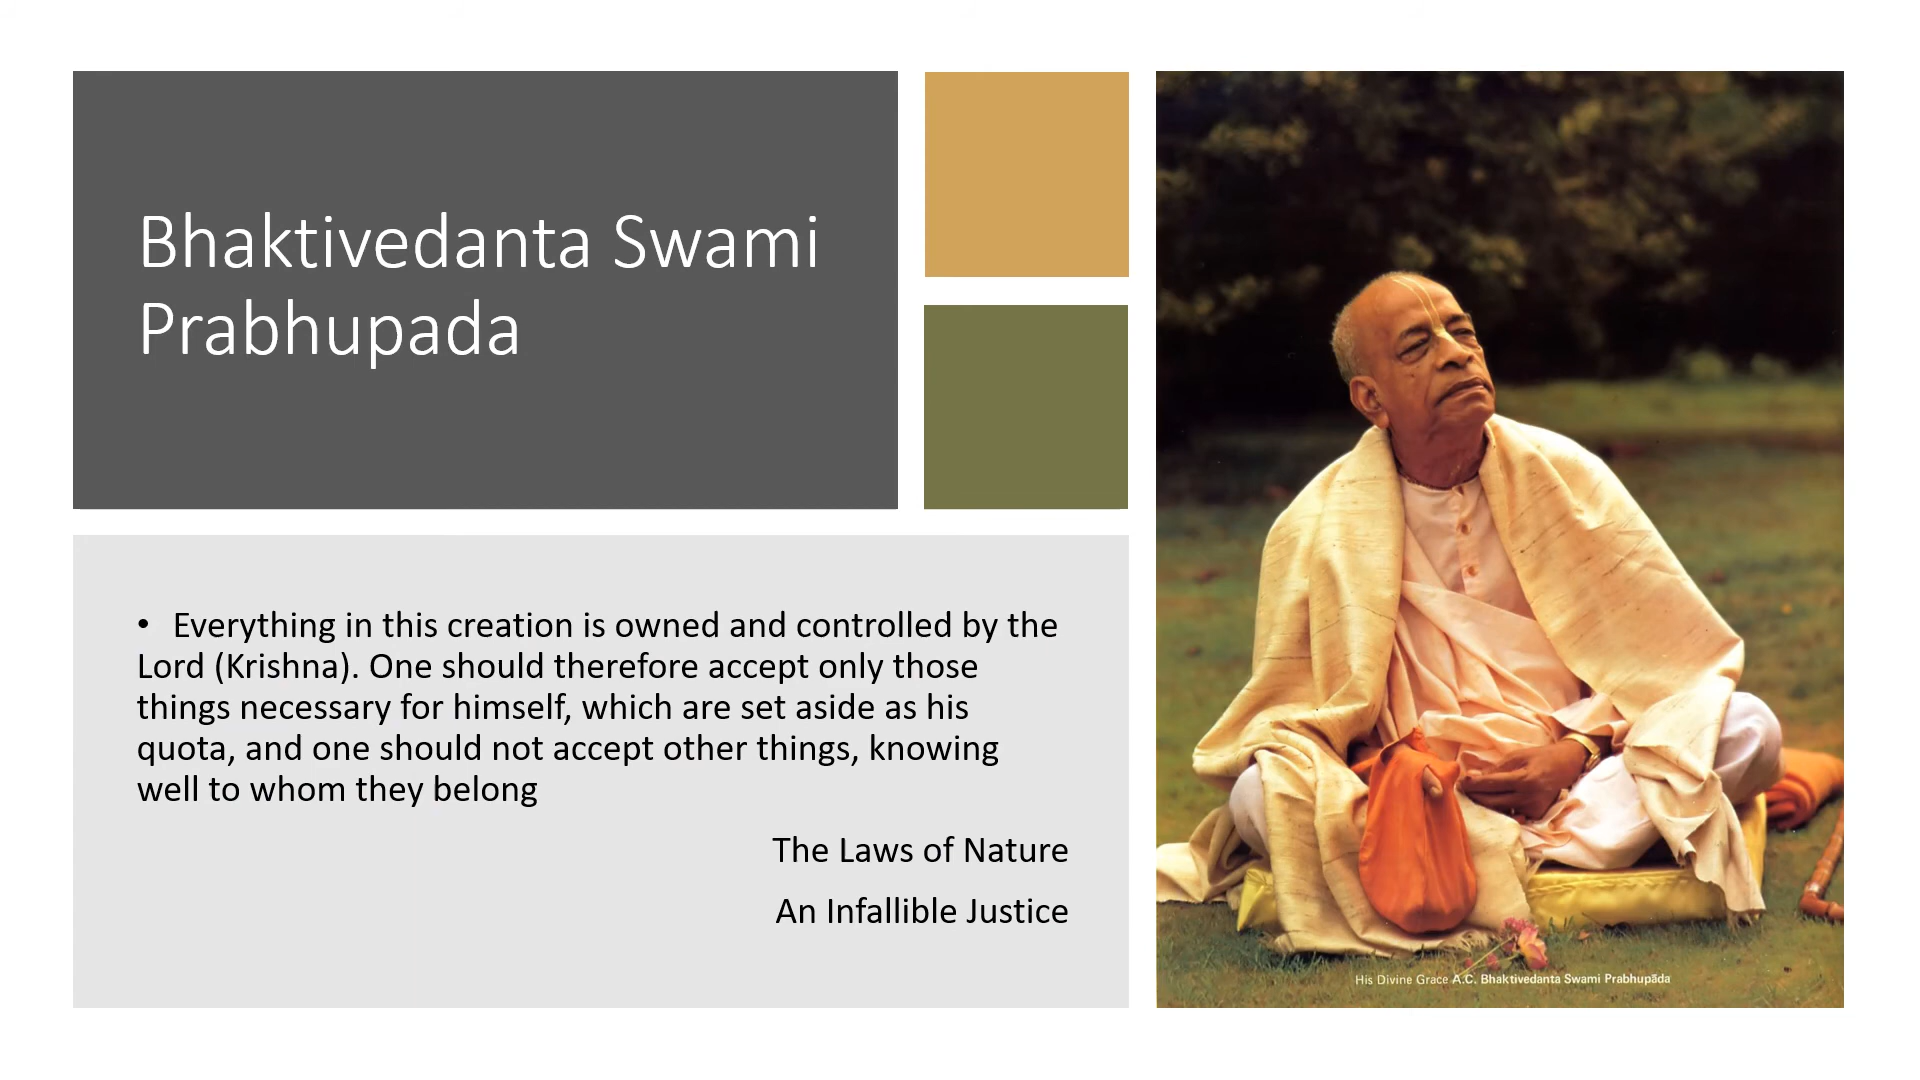 Bhaktivedanta Swami
Prabhupada
• Everything in this creation is owned and controlled by the
Lord (Krishna). One should therefore accept only those
things necessary for himself, which are set aside as his
quota, and one should not accept other things, knowing
well to whom they belong
The Laws of Nature
An Infallible Justice
His Divine Grace A.C. Bhaktivedanta Swami Prabhupāda